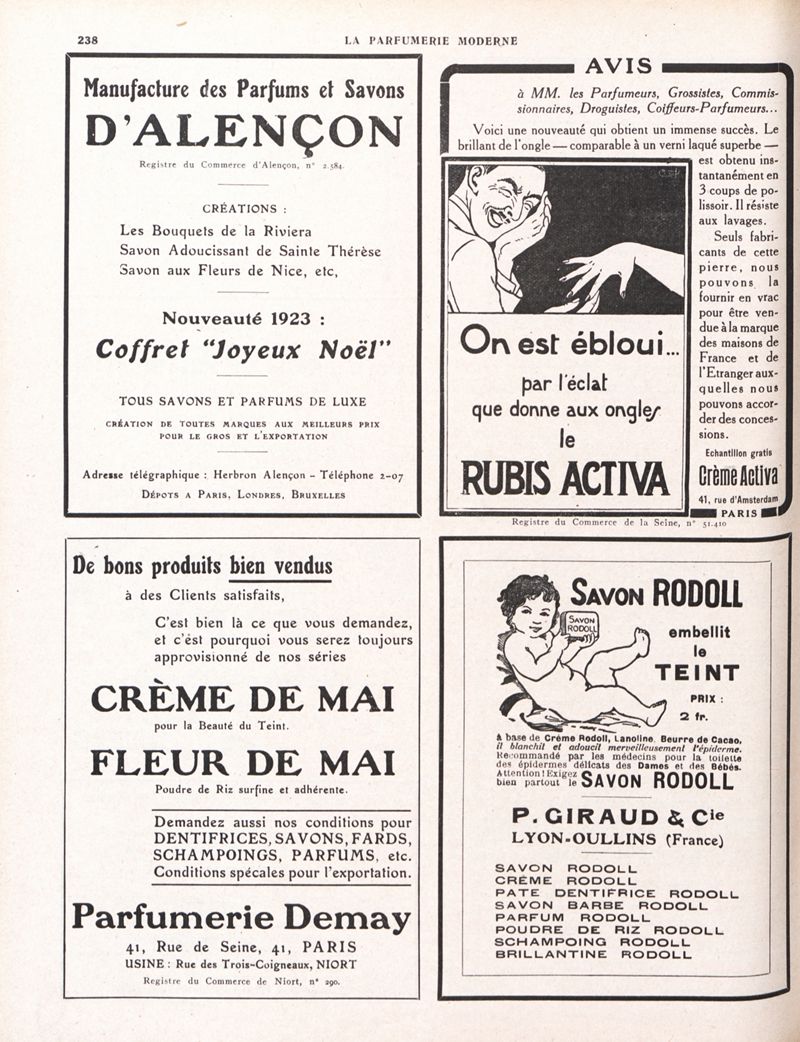 238
LA PARFUMERIE MODERNE
Manufacture des Parfums et Savons
D'ALENÇON
Registre du Commerce d'Alençon, n° 2.584.
CRÉATIONS :
Les Bouquets de la Riviera
Savon Adoucissant de Sainte Thérèse
Savon aux Fleurs de Nice, etc,
Nouveauté 1923 :
Coffret “Joyeux Noël”
TOUS SAVONS ET PARFUMS DE LUXE
CRÉATION DE TOUTES MARQUES AUX MEILLEURS PRIX
POUR LE GROS ET L'EXPORTATION
Adresse télégraphique : Herbron Alençon - Téléphone 2-07
DÉPOTS A PARIS, LONDRES, BRUXELLES
AVIS
à MM. les Parfumeurs, Grossistes, Commis-
sionnaires, Droguistes, Coiffeurs-Parfumeurs...
Voici une nouveauté qui obtient un immense succès. Le
brillant de l'ongle — comparable à un verni laqué superbe —
est obtenu ins-
tantanément en
3 coups de po-
lissoir. Il résiste
aux lavages.
Seuls fabri-
cants de cette
pierre, nous
pouvons la
fournir en vrac
pour être ven-
due à la marque
des maisons de
France et de
l'Etranger aux-
quelles nous
pouvons accor-
der des conces-
sions.
Echantillon gratis
Crème Activa
41, rue d'Amsterdam
PARIS
On est ébloui...
par l'éclat
que donne aux ongles
le
RUBIS ACTIVA
Registre du Commerce de la Seine, n° 51.410
De bons produits bien vendus
à des Clients satisfaits,
C'est bien là ce que vous demandez,
et c'ést pourquoi vous serez toujours
approvisionné de nos séries
CRÈME DE MAI
pour la Beauté du Teint.
FLEUR DE MAI
Poudre de Riz surfine et adhérente.
Demandez aussi nos conditions pour
DENTIFRICES, SAVONS, FARDS,
SCHAMPOINGS, PARFUMS, etc.
Conditions spécales pour l'exportation.
Parfumerie Demay
41, Rue de Seine, 41, PARIS
USINE : Rue des Trois-Coigneaux, NIORT
Registre du Commerce de Niort, n° 290.
SAVON RODOLL
SAVON
RODOLL
embellit
le
TEINT
PRIX :
2 fr.
à base de Crème Rodoll, Lanoline, Beurre de Cacao,
il blanchit et adoucit merveilleusement l'épiderme.
Recommandé par les médecins pour la toilette
des épidermes délicats des Dames et des Bébés.
Attention ! Exigez
bien partout le SAVON RODOLL
P. GIRAUD & Cie
LYON-OULLINS (France)
SAVON RODOLL
CRÈME RODOLL
PATE DENTIFRICE RODOLL
SAVON BARBE RODOLL
PARFUM RODOLL
POUDRE DE RIZ RODOLL
SCHAMPOING RODOLL
BRILLANTINE RODOLL